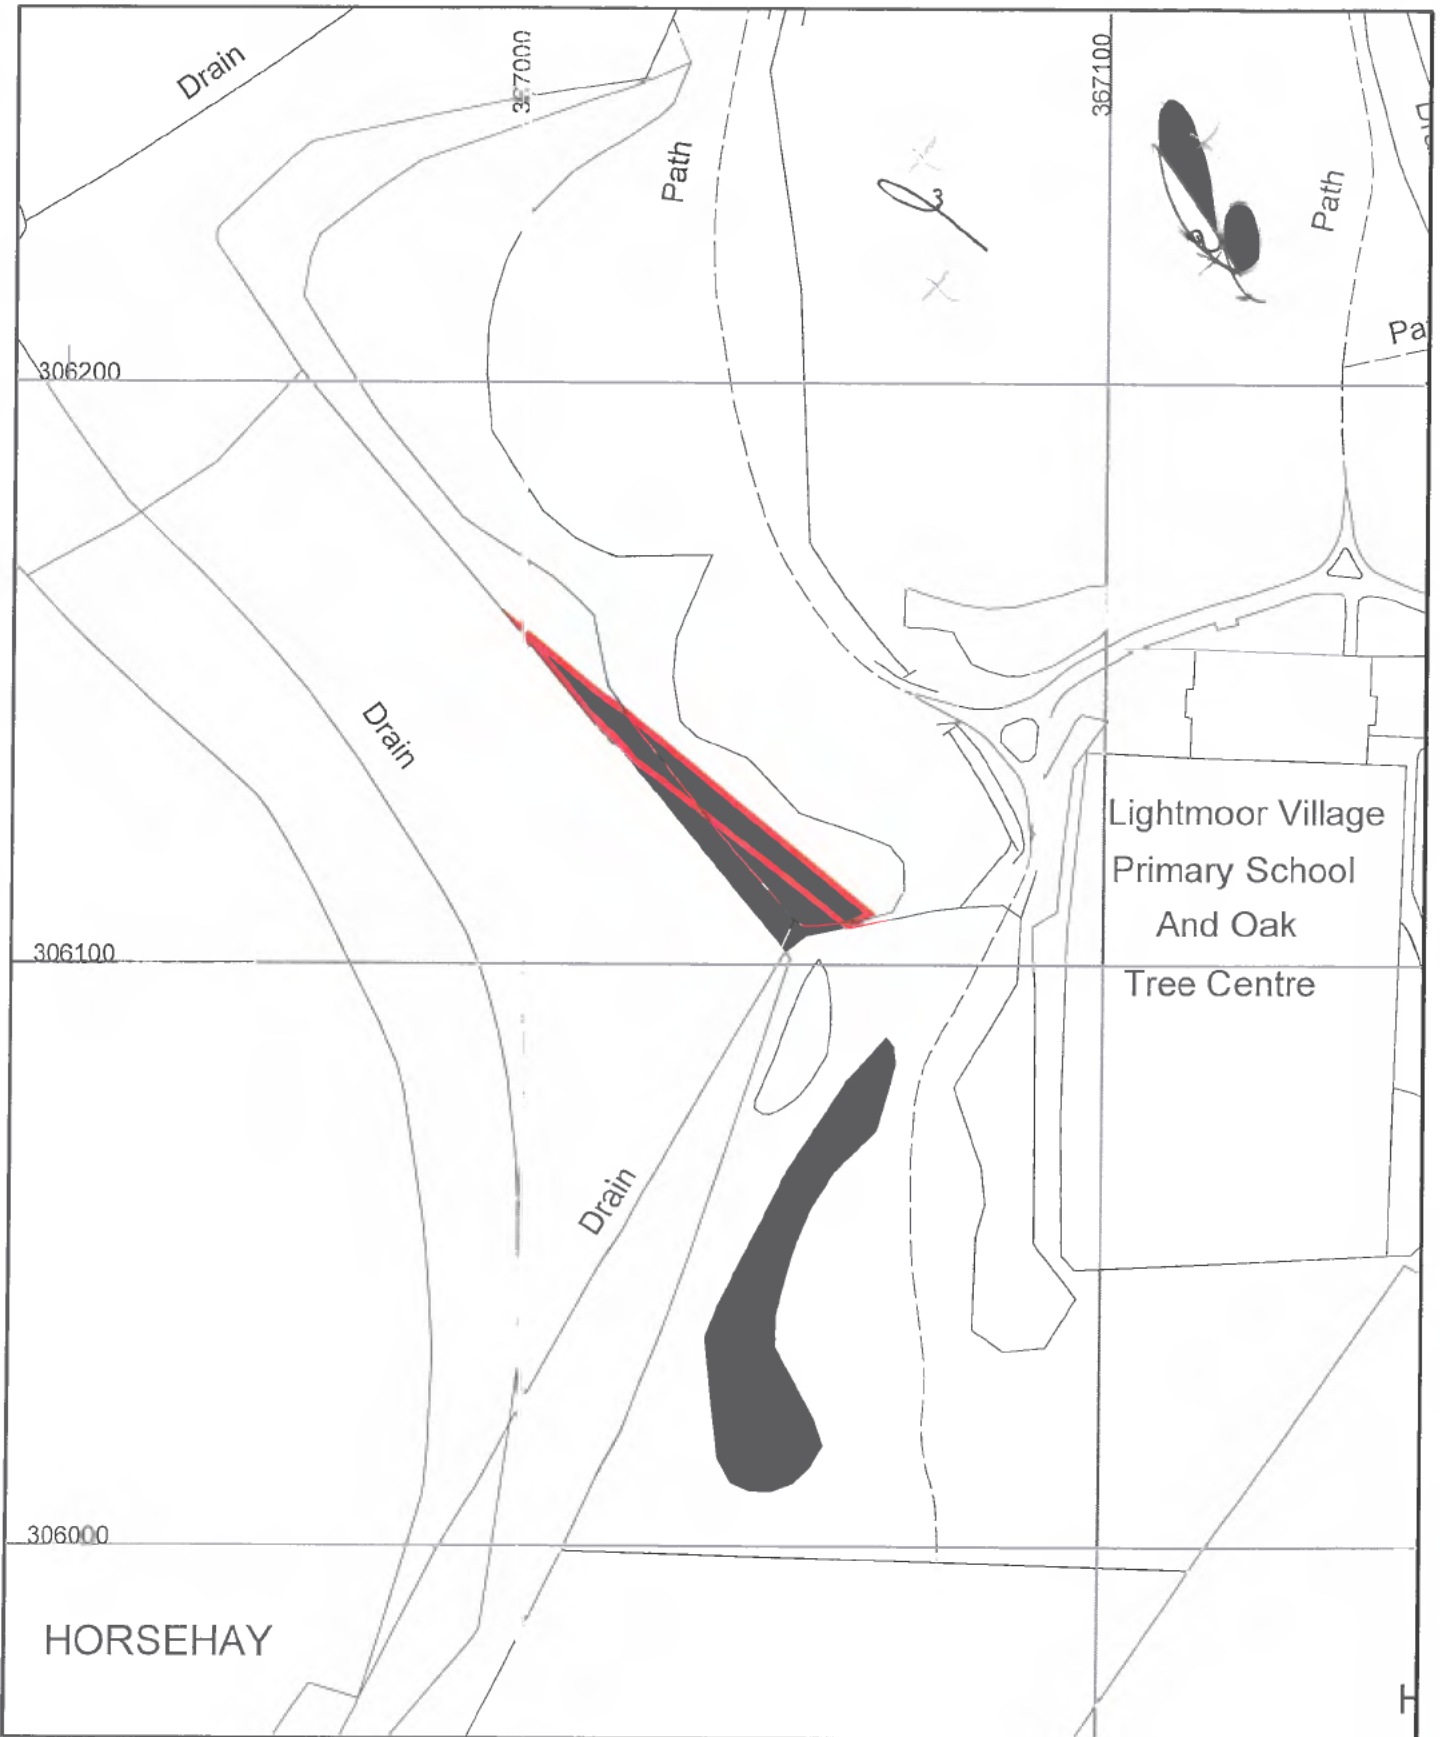 Drain
367000
367100
Path
3
Path
306200
Drain
Lightmoor Village
Primary School
And Oak
Tree Centre
306100
Drain
306000
HORSEHAY